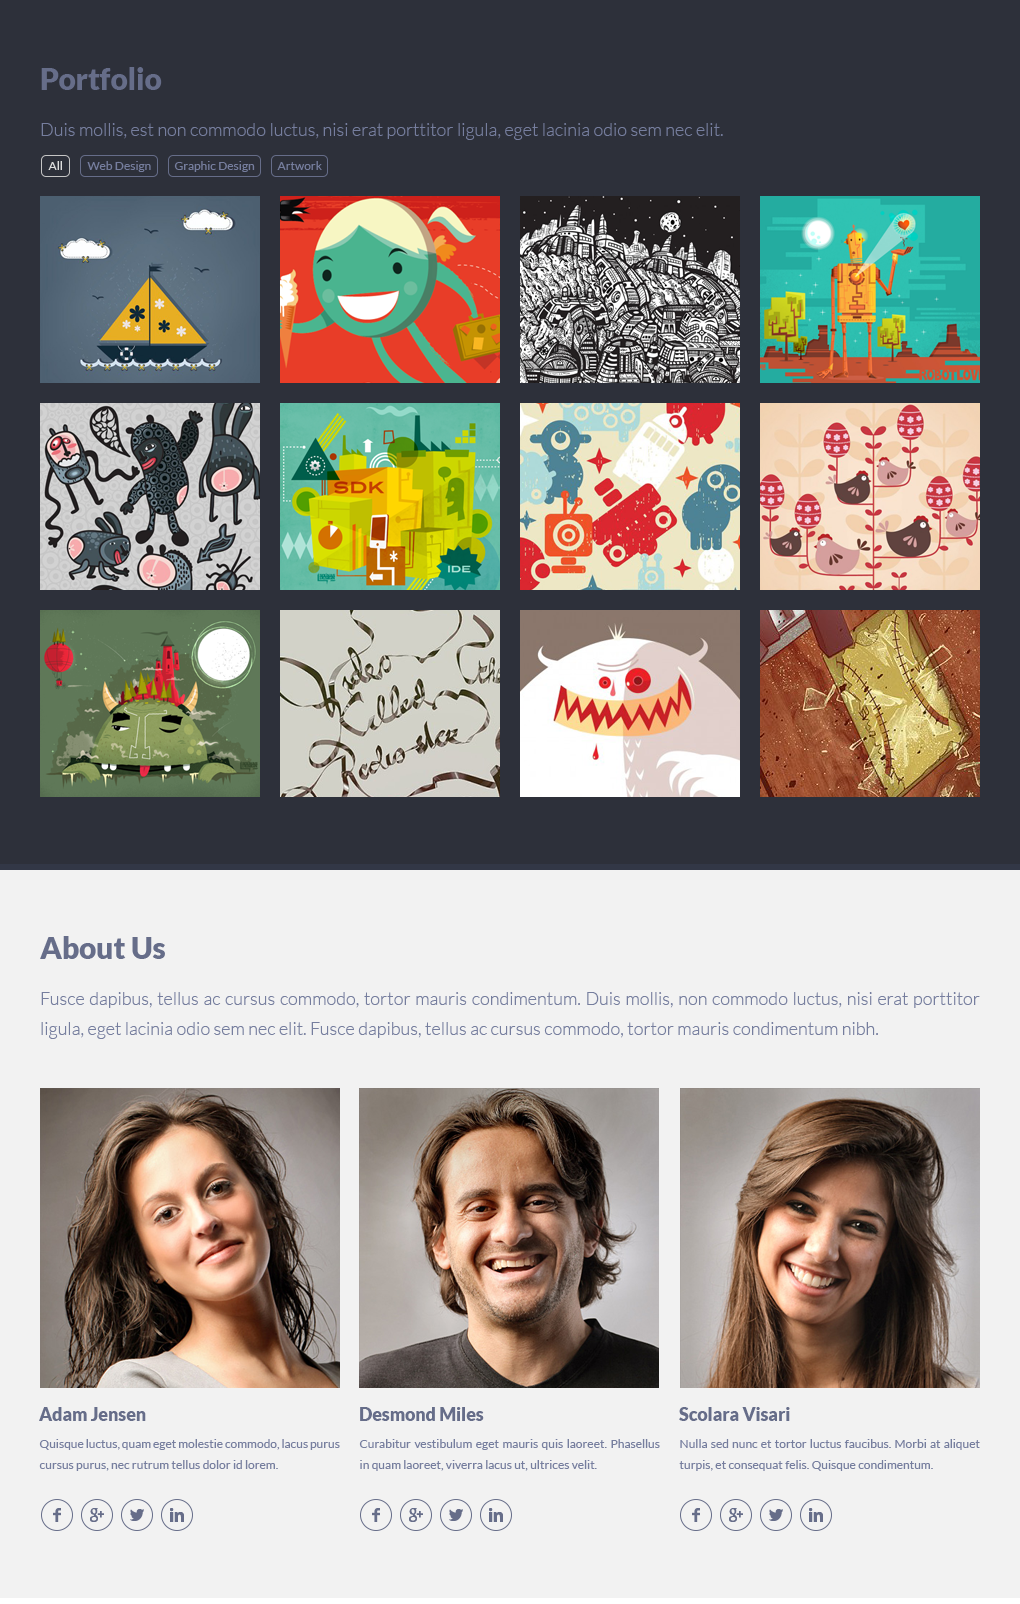 Portfolio
Duis mollis, est non commodo luctus, nisi erat porttitor ligula, eget lacinia odio sem nec elit.
All Web Design Graphic Design Artwork
SDK
IDE
Video
Called
Radio
About Us
Fusce dapibus, tellus ac cursus commodo, tortor mauris condimentum. Duis mollis, non commodo luctus, nisi erat porttitor
ligula, eget lacinia odio sem nec elit. Fusce dapibus, tellus ac cursus commodo, tortor mauris condimentum nibh.
Adam Jensen
Quisque luctus, quam eget molestie commodo, lacus purus
cursus purus, nec rutrum tellus dolor id lorem.
Desmond Miles
Curabitur vestibulum eget mauris quis laoreet. Phasellus
in quam laoreet, viverra lacus ut, ultrices velit.
Scolara Visari
Nulla sed nunc et tortor luctus faucibus. Morbi at aliquet
turpis, et consequat felis. Quisque condimentum.